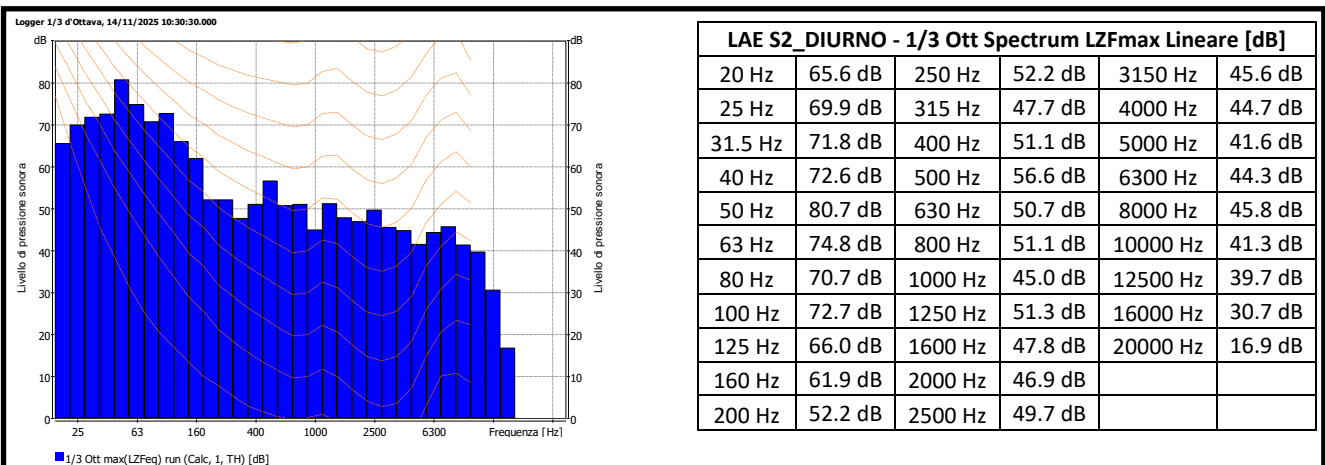 Logger 1/3 d'Ottava, 14/11/2025 10:30:30.000
dB
dB
80
70
60
50
40
30
20
10
0
80
70
60
50
40
30
20
10
0
Livello di pressione sonora
Livello di pressione sonora
25 63 160 400 1000 2500 6300 Frequenza [Hz]
1/3 Ott max(LZFeq) run (Calc, 1, TH) [dB]
LAE S2_DIURNO - 1/3 Ott Spectrum LZFmax Lineare [dB]
20 Hz 65.6 dB 250 Hz 52.2 dB 3150 Hz 45.6 dB
25 Hz 69.9 dB 315 Hz 47.7 dB 4000 Hz 44.7 dB
31.5 Hz 71.8 dB 400 Hz 51.1 dB 5000 Hz 41.6 dB
40 Hz 72.6 dB 500 Hz 56.6 dB 6300 Hz 44.3 dB
50 Hz 80.7 dB 630 Hz 50.7 dB 8000 Hz 45.8 dB
63 Hz 74.8 dB 800 Hz 51.1 dB 10000 Hz 41.3 dB
80 Hz 70.7 dB 1000 Hz 45.0 dB 12500 Hz 39.7 dB
100 Hz 72.7 dB 1250 Hz 51.3 dB 16000 Hz 30.7 dB
125 Hz 66.0 dB 1600 Hz 47.8 dB 20000 Hz 16.9 dB
160 Hz 61.9 dB 2000 Hz 46.9 dB
200 Hz 52.2 dB 2500 Hz 49.7 dB